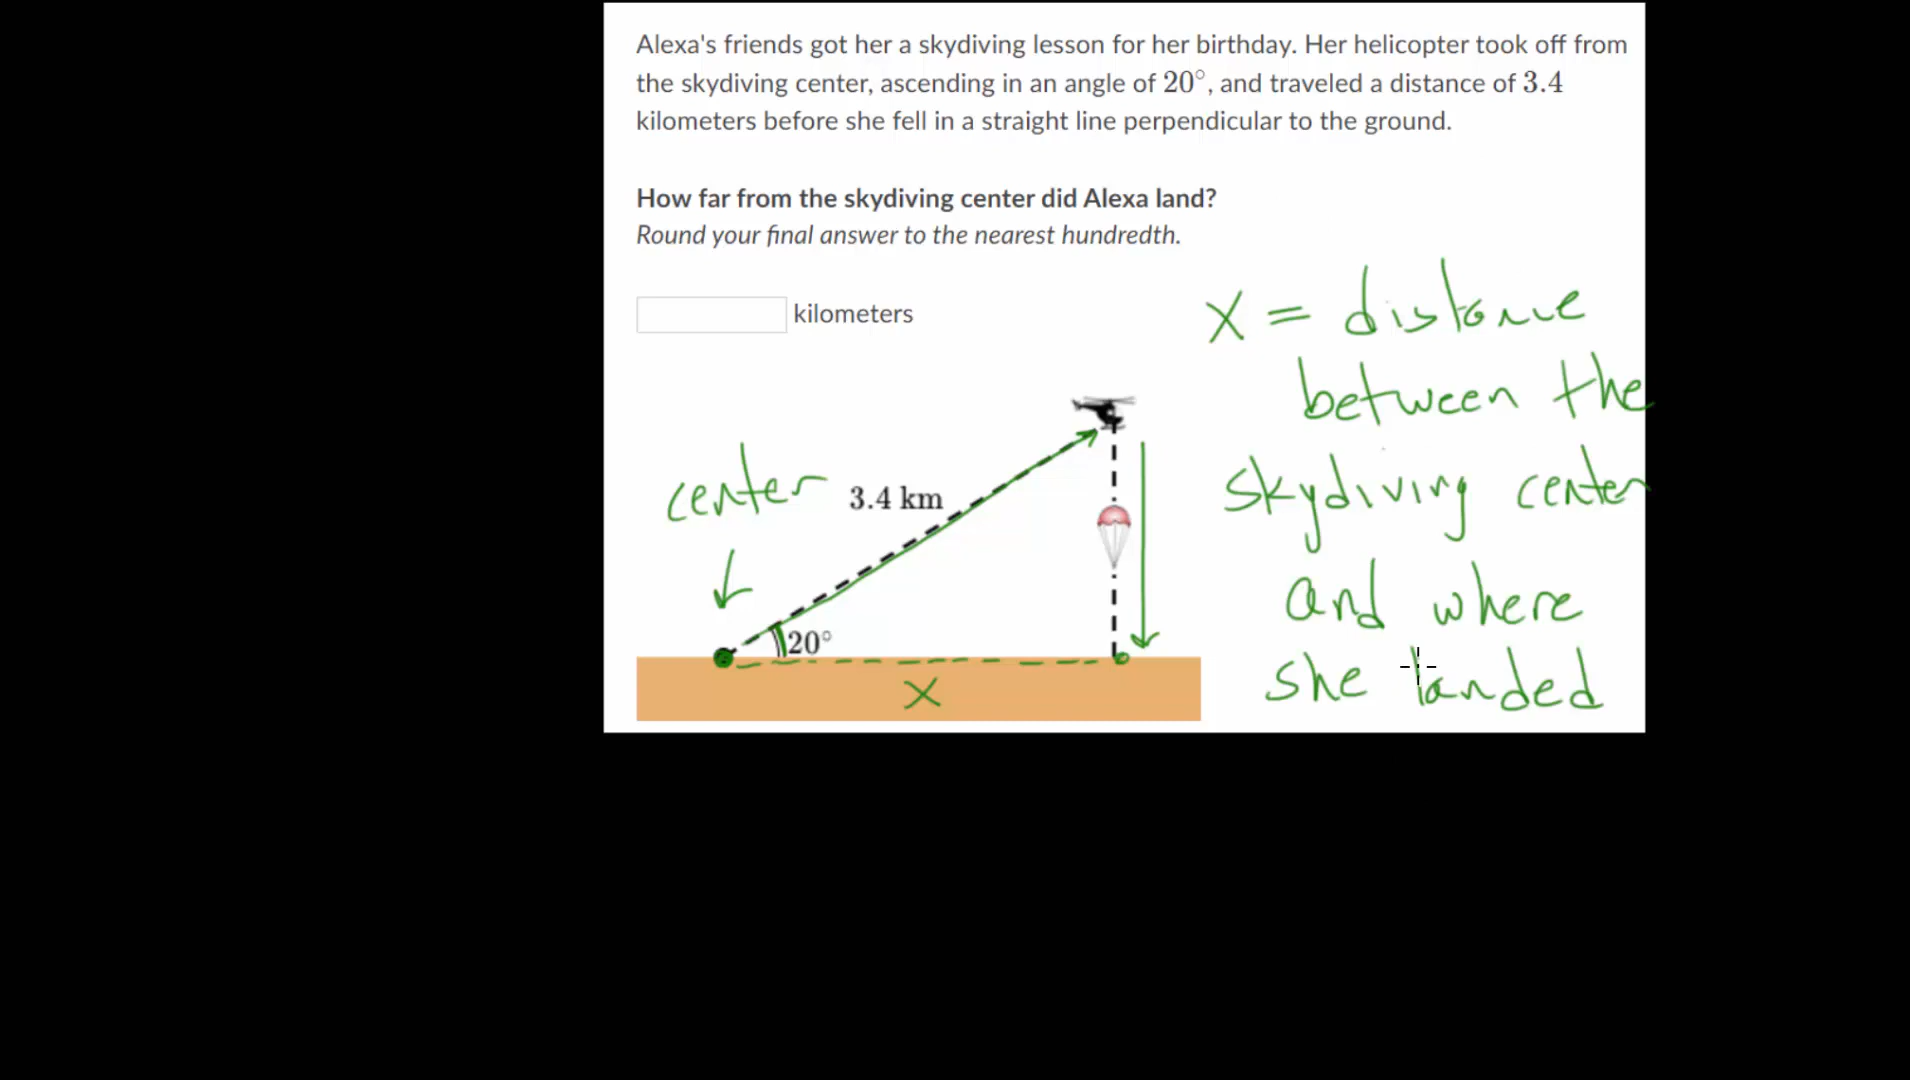 Alexa's friends got her a skydiving lesson for her birthday. Her helicopter took off from
the skydiving center, ascending in an angle of 20°, and traveled a distance of 3.4
kilometers before she fell in a straight line perpendicular to the ground.
How far from the skydiving center did Alexa land?
Round your final answer to the nearest hundredth.
kilometers
x = distance
between the
skydiving center
and where
she landed
center
3.4 km
20°
x